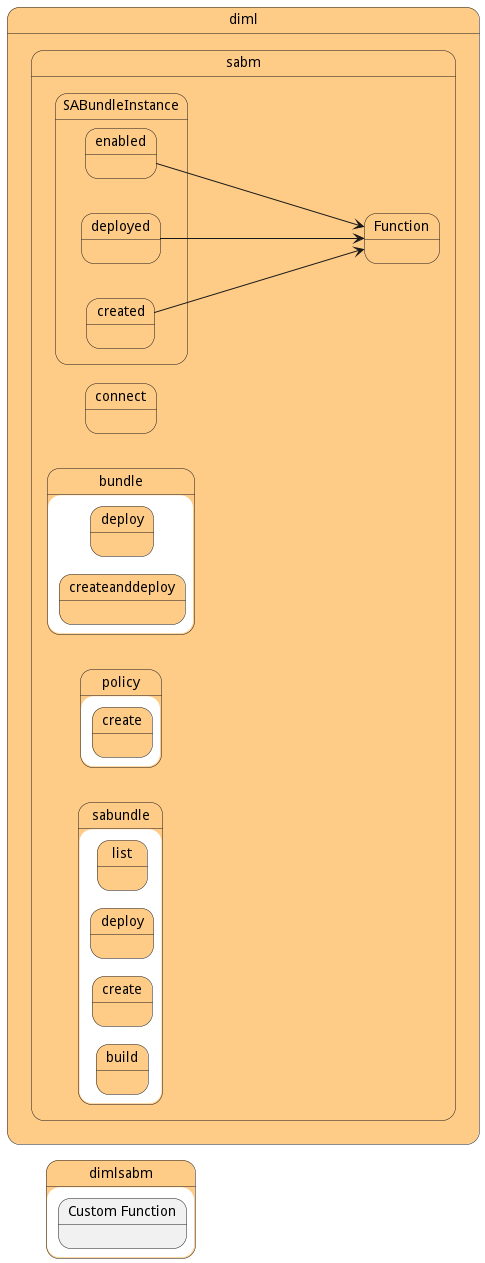 diml
sabm
SABundleInstance
enabled
deployed
Function
created
connect
bundle
deploy
createanddeploy
policy
create
sabundle
list
deploy
create
build
dimlsabm
Custom Function